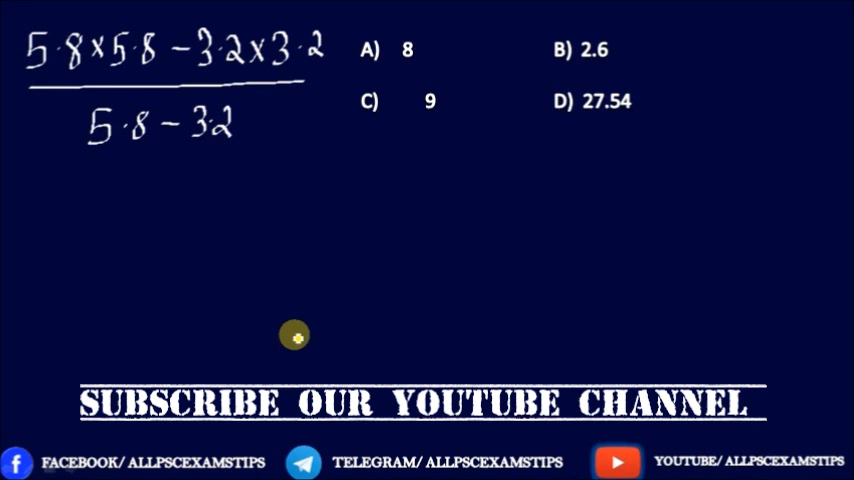 5.8×5.8 – 3.2×3.2
5.8 – 3.2
A) 8
B) 2.6
C) 9
D) 27.54
SUBSCRIBE OUR YOUTUBE CHANNEL
FACEBOOK/ ALLPSCEXAMSTIPS
TELEGRAM/ ALLPSCEXAMSTIPS
YOUTUBE/ ALLPSCEXAMSTIPS